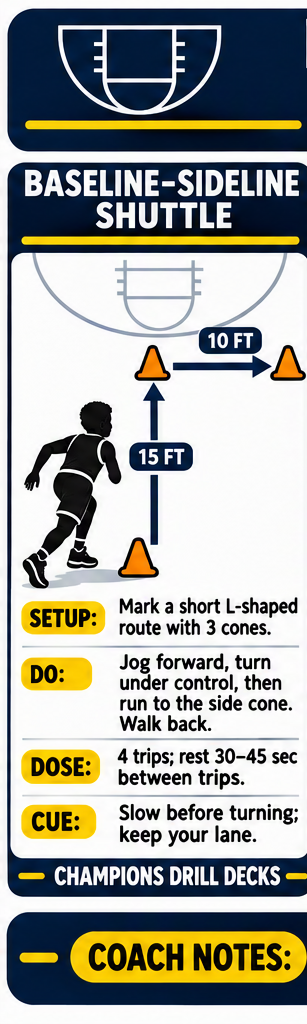 BASELINE–SIDELINE
SHUTTLE
10 FT
15 FT
SETUP: Mark a short L-shaped
route with 3 cones.
DO: Jog forward, turn
under control, then
run to the side cone.
Walk back.
DOSE: 4 trips; rest 30–45 sec
between trips.
CUE: Slow before turning;
keep your lane.
CHAMPIONS DRILL DECKS
COACH NOTES: